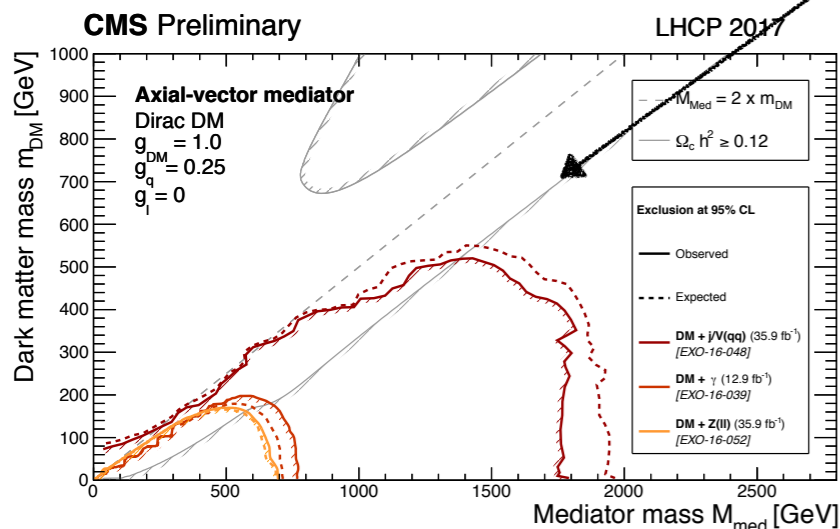 CMS Preliminary
LHCP 2017
Axial-vector mediator
Dirac DM
g_DM = 1.0
g_q = 0.25
g_l = 0
M_Med = 2 x m_DM
Ω_c h² ≥ 0.12
Exclusion at 95% CL
Observed
Expected
DM + j/V(qq) (35.9 fb⁻¹)
[EXO-16-048]
DM + γ (12.9 fb⁻¹)
[EXO-16-039]
DM + Z(ll) (35.9 fb⁻¹)
[EXO-16-052]
Dark matter mass m_DM [GeV]
1000
900
800
700
600
500
400
300
200
100
0
0 500 1000 1500 2000 2500
Mediator mass M_med [GeV]